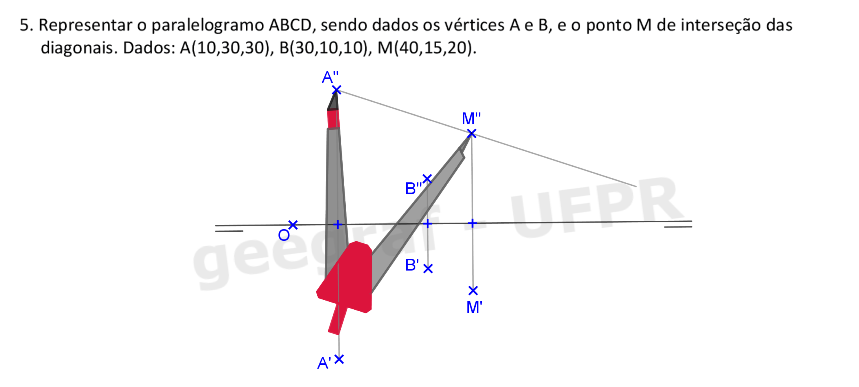 5. Representar o paralelogramo ABCD, sendo dados os vértices A e B, e o ponto M de interseção das
diagonais. Dados: A(10,30,30), B(30,10,10), M(40,15,20).
A"
M"
B"
O
geegraf - UFPR
B'
M'
A'